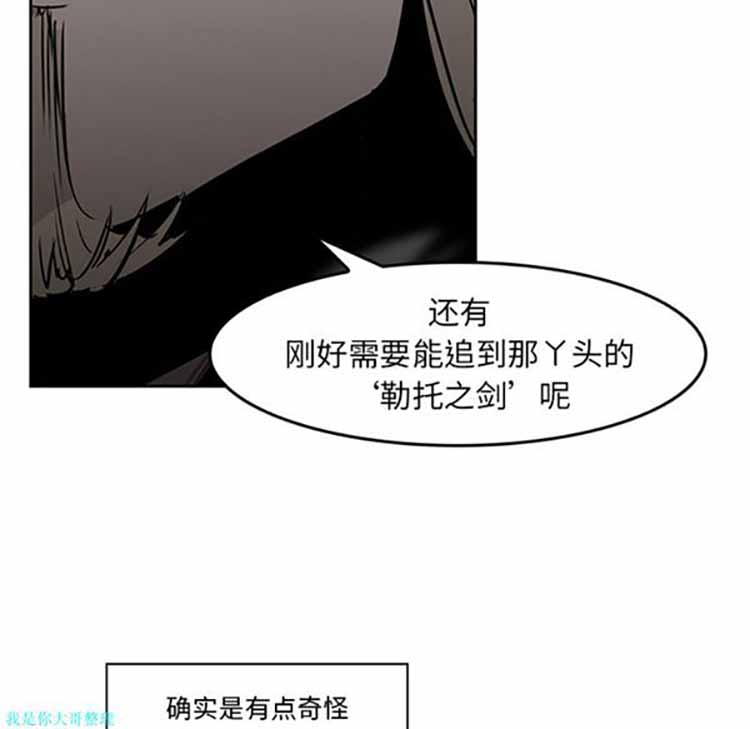 还有
刚好需要能追到那丫头的
‘勒托之剑’呢
确实是有点奇怪
我是你大哥整理